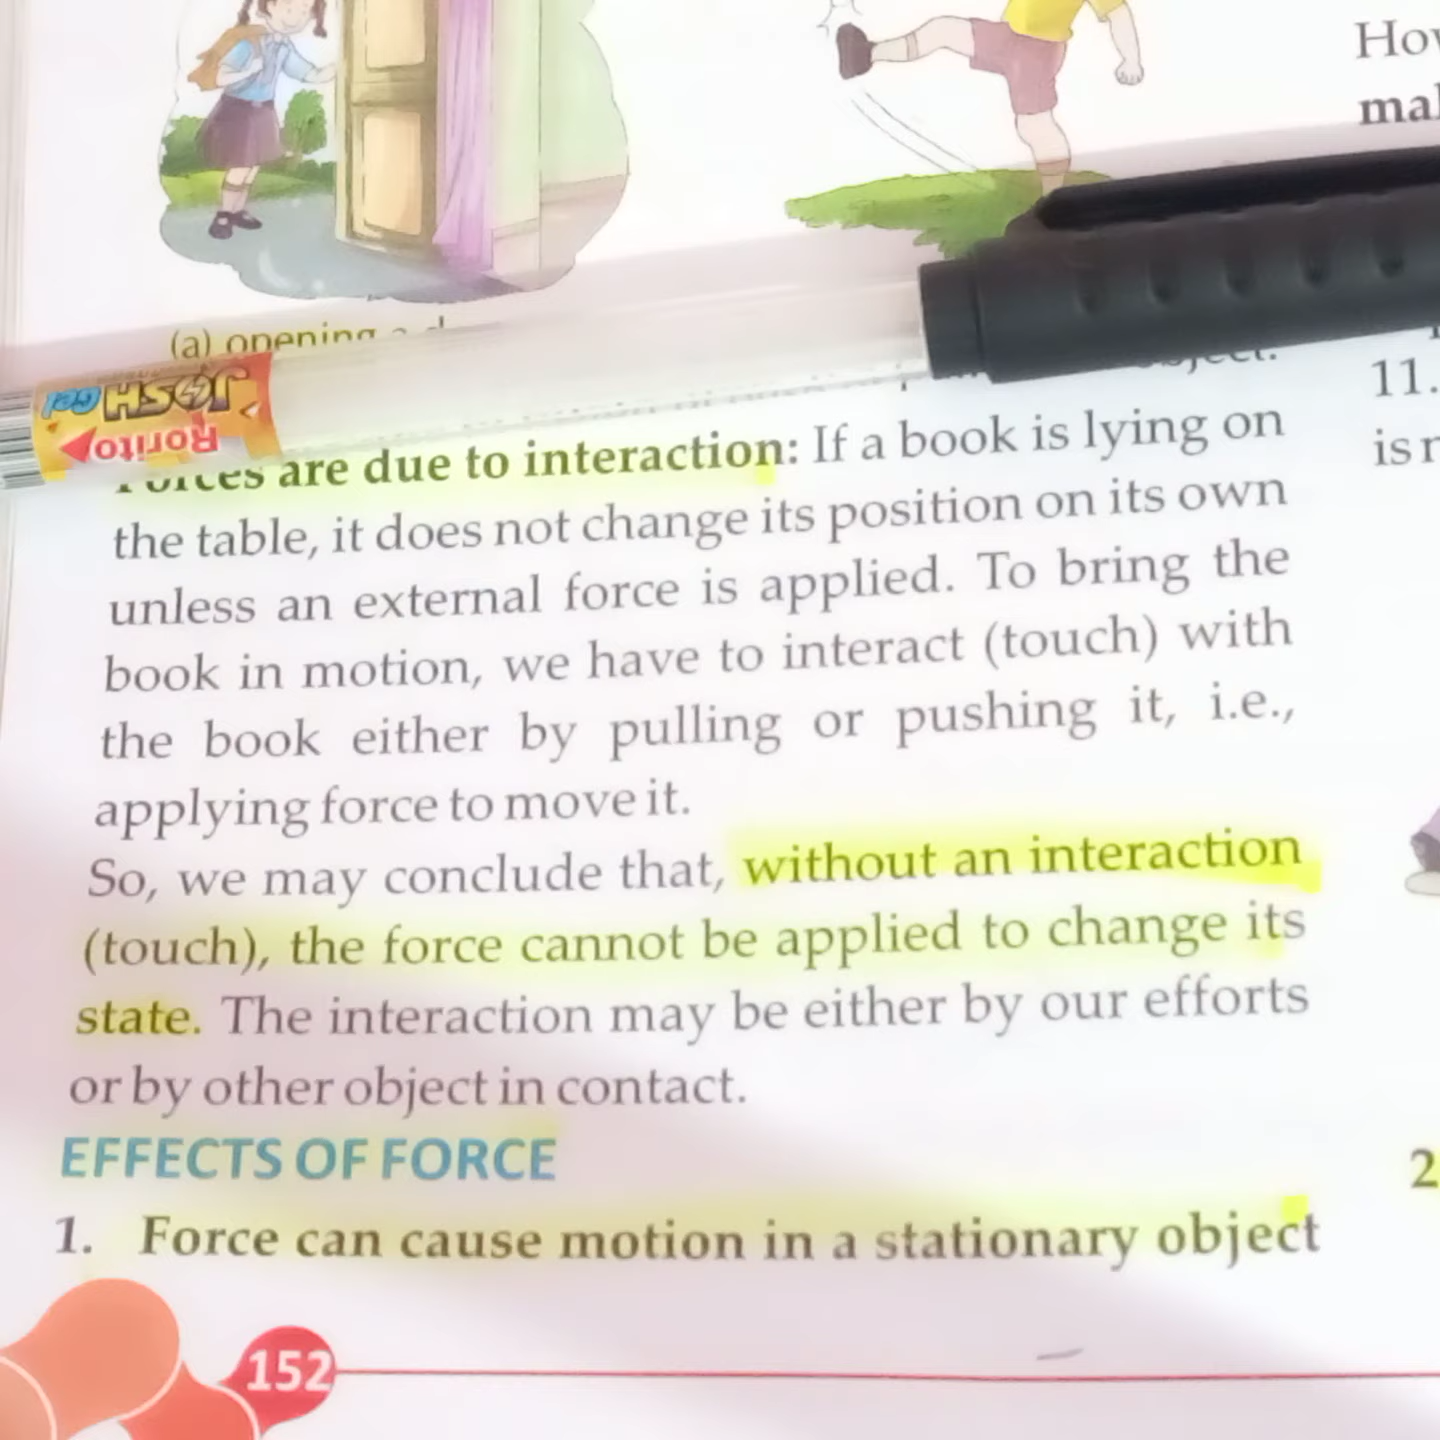 How
(a) opening a
JOSH Gel
Rorito
11.
Forces are due to interaction: If a book is lying on
the table, it does not change its position on its own
unless an external force is applied. To bring the
book in motion, we have to interact (touch) with
the book either by pulling or pushing it, i.e.,
applying force to move it.
So, we may conclude that, without an interaction
(touch), the force cannot be applied to change its
state. The interaction may be either by our efforts
or by other object in contact.
EFFECTS OF FORCE
1. Force can cause motion in a stationary object
2
152